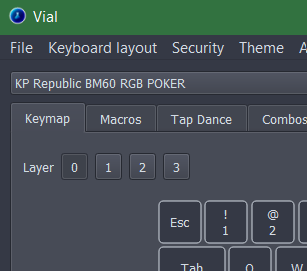 Vial
File Keyboard layout Security Theme A
KP Republic BM60 RGB POKER
Keymap Macros Tap Dance Combos
Layer 0 1 2 3
Esc ! @
1 2
Tab Q W